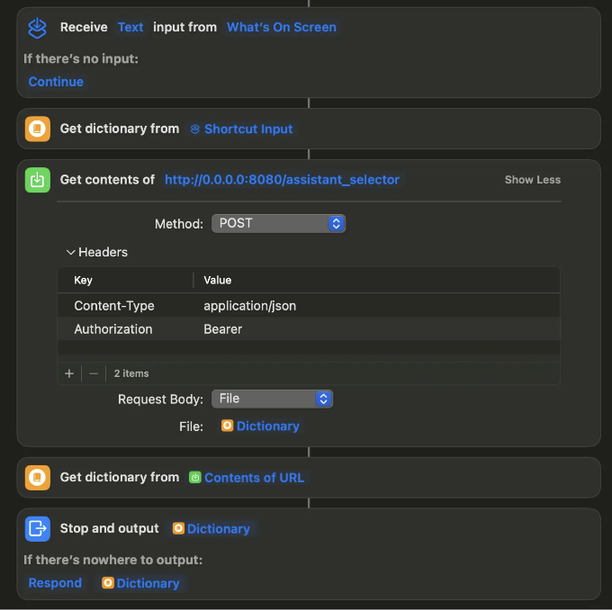 Receive Text input from What's On Screen
If there's no input:
Continue
Get dictionary from Shortcut Input
Get contents of http://0.0.0.0:8080/assistant_selector Show Less
Method: POST
Headers
Key Value
Content-Type application/json
Authorization Bearer
+ − 2 items
Request Body: File
File: Dictionary
Get dictionary from Contents of URL
Stop and output Dictionary
If there's nowhere to output:
Respond Dictionary